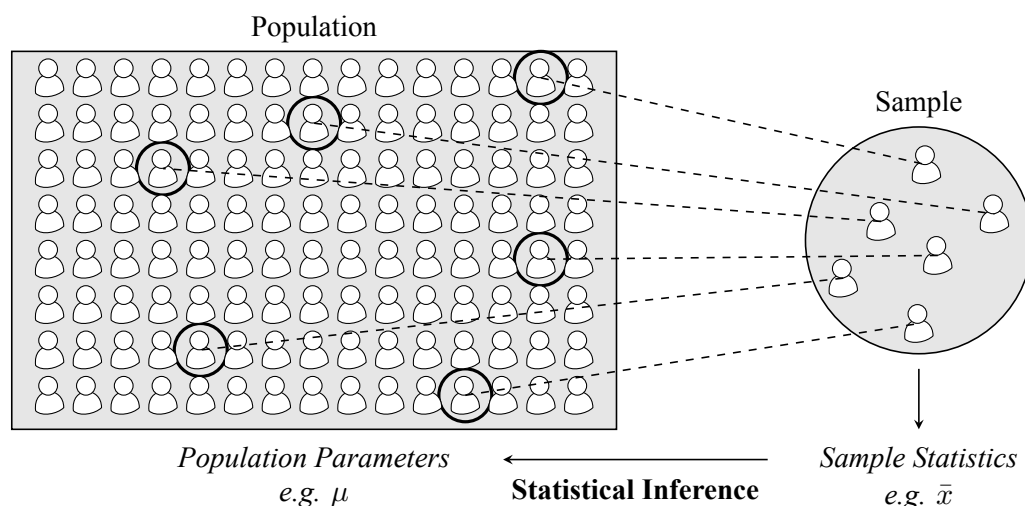 Population
Sample
Population Parameters
e.g. μ
Statistical Inference
Sample Statistics
e.g. x̄